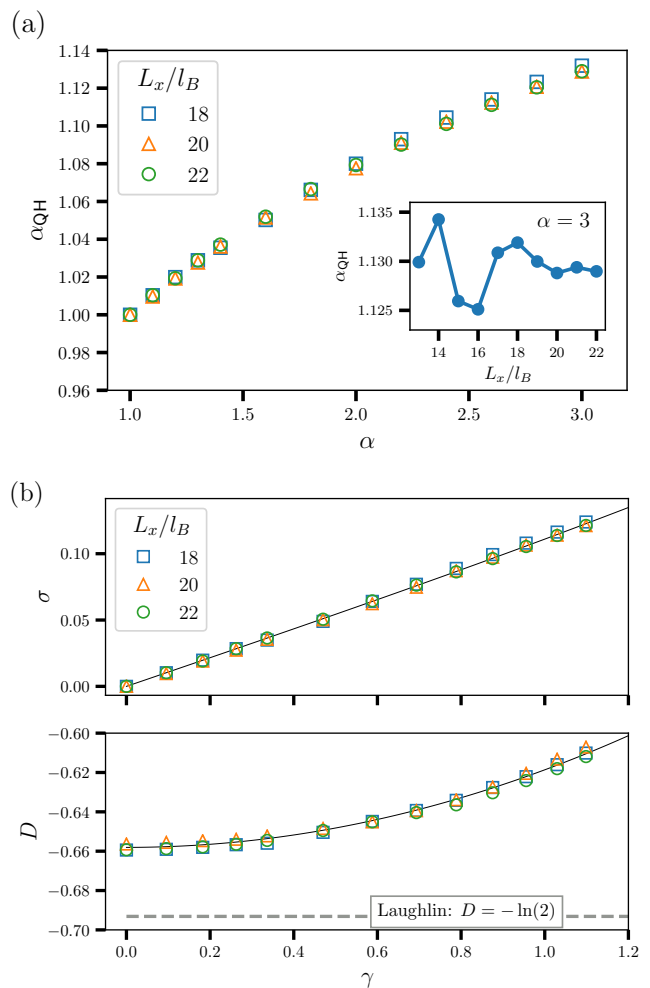 (a)
1.14
1.12
1.10
1.08
1.06
1.04
1.02
1.00
0.98
0.96
α_QH
L_x/l_B
18
20
22
α = 3
1.135
1.130
1.125
α_QH
14 16 18 20 22
L_x/l_B
1.0 1.5 2.0 2.5 3.0
α
(b)
0.10
0.05
0.00
σ
L_x/l_B
18
20
22
−0.60
−0.62
−0.64
−0.66
−0.68
−0.70
D
Laughlin: D = − ln(2)
0.0 0.2 0.4 0.6 0.8 1.0 1.2
γ